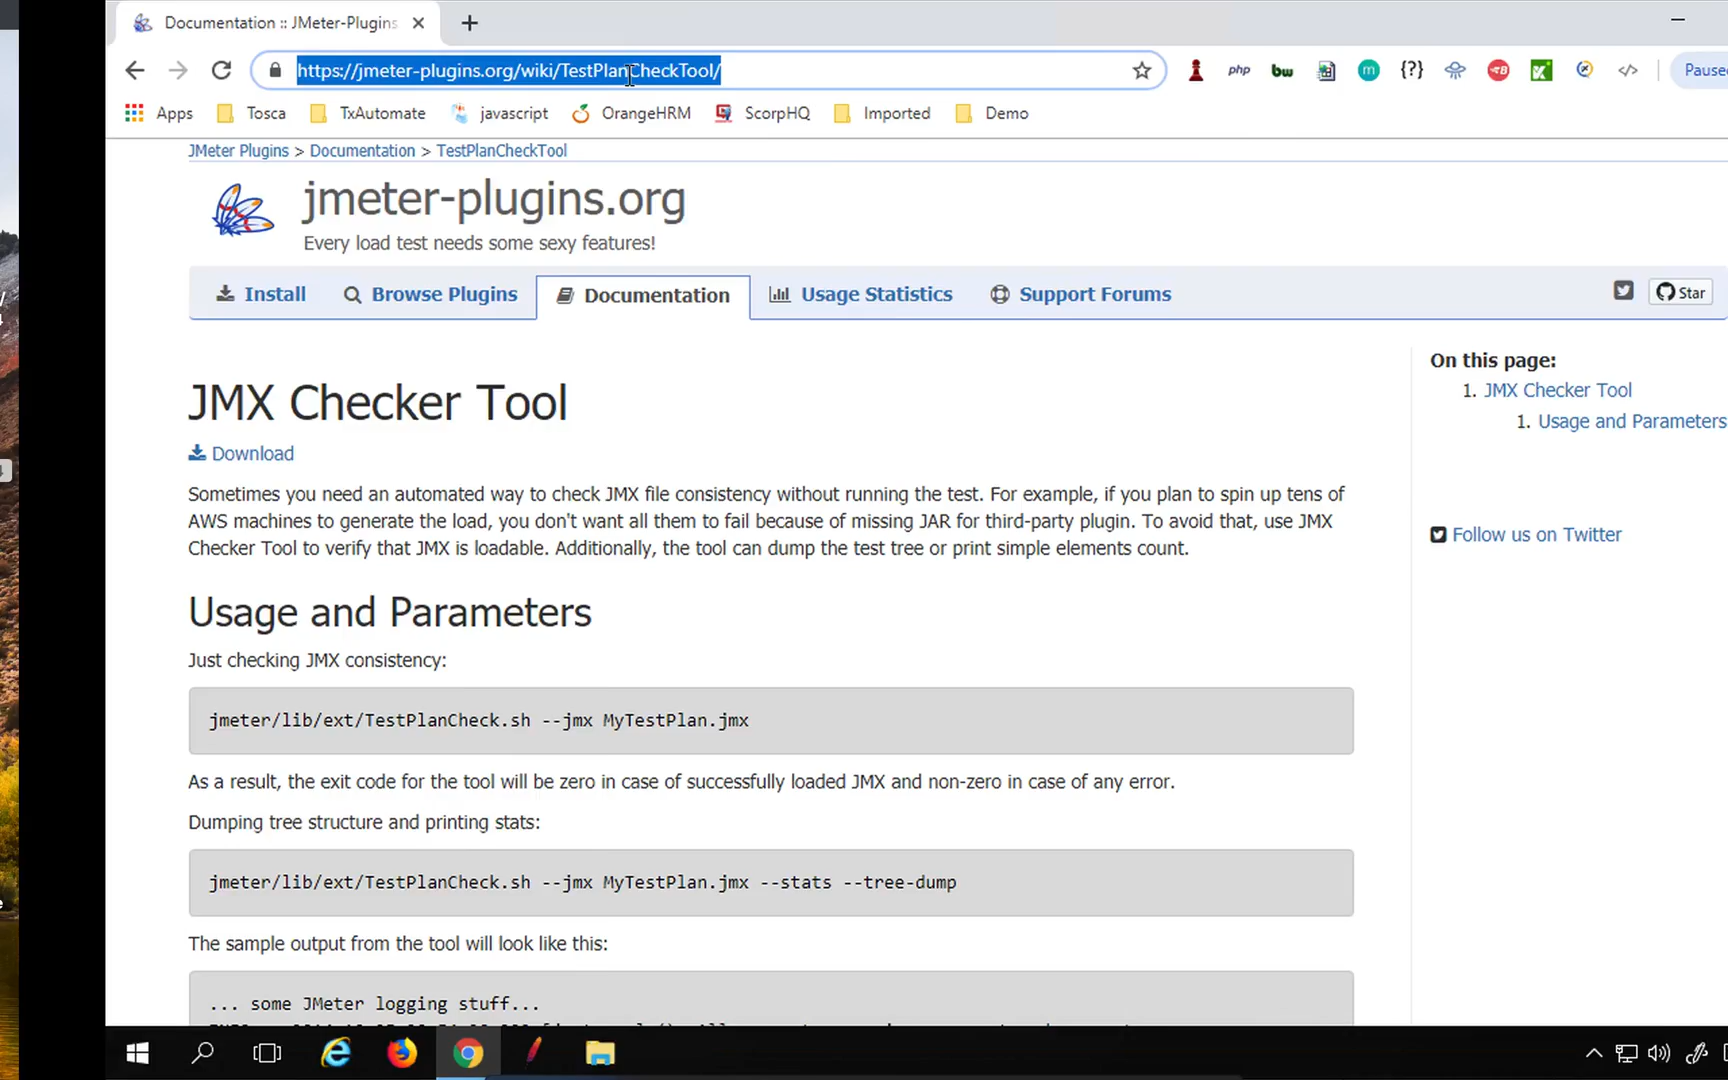 Documentation :: JMeter-Plugins
https://jmeter-plugins.org/wiki/TestPlanCheckTool/
php
bw
m
{?}
</>
Paused
Apps
Tosca
TxAutomate
javascript
OrangeHRM
ScorpHQ
Imported
Demo
JMeter Plugins > Documentation > TestPlanCheckTool
jmeter-plugins.org
Every load test needs some sexy features!
Install
Browse Plugins
Documentation
Usage Statistics
Support Forums
Star
JMX Checker Tool
Download
Sometimes you need an automated way to check JMX file consistency without running the test. For example, if you plan to spin up tens of
AWS machines to generate the load, you don't want all them to fail because of missing JAR for third-party plugin. To avoid that, use JMX
Checker Tool to verify that JMX is loadable. Additionally, the tool can dump the test tree or print simple elements count.
Usage and Parameters
Just checking JMX consistency:
jmeter/lib/ext/TestPlanCheck.sh --jmx MyTestPlan.jmx
As a result, the exit code for the tool will be zero in case of successfully loaded JMX and non-zero in case of any error.
Dumping tree structure and printing stats:
jmeter/lib/ext/TestPlanCheck.sh --jmx MyTestPlan.jmx --stats --tree-dump
The sample output from the tool will look like this:
... some JMeter logging stuff...
On this page:
1. JMX Checker Tool
1. Usage and Parameters
Follow us on Twitter